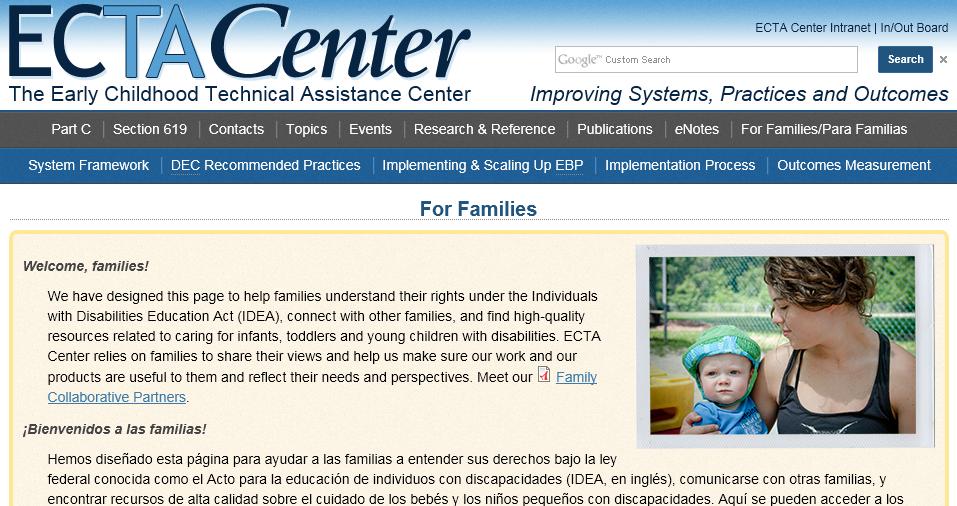 ECTACenter
The Early Childhood Technical Assistance Center
ECTA Center Intranet | In/Out Board
Google™ Custom Search
Search ×
Improving Systems, Practices and Outcomes
Part C | Section 619 | Contacts | Topics | Events | Research & Reference | Publications | eNotes | For Families/Para Familias
System Framework | DEC Recommended Practices | Implementing & Scaling Up EBP | Implementation Process | Outcomes Measurement
For Families
Welcome, families!
We have designed this page to help families understand their rights under the Individuals
with Disabilities Education Act (IDEA), connect with other families, and find high-quality
resources related to caring for infants, toddlers and young children with disabilities. ECTA
Center relies on families to share their views and help us make sure our work and our
products are useful to them and reflect their needs and perspectives. Meet our Family
Collaborative Partners.
¡Bienvenidos a las familias!
Hemos diseñado esta página para ayudar a las familias a entender sus derechos bajo la ley
federal conocida como el Acto para la educación de individuos con discapacidades (IDEA, en inglés), comunicarse con otras familias, y
encontrar recursos de alta calidad sobre el cuidado de los bebés y los niños pequeños con discapacidades. Aquí se pueden acceder a los